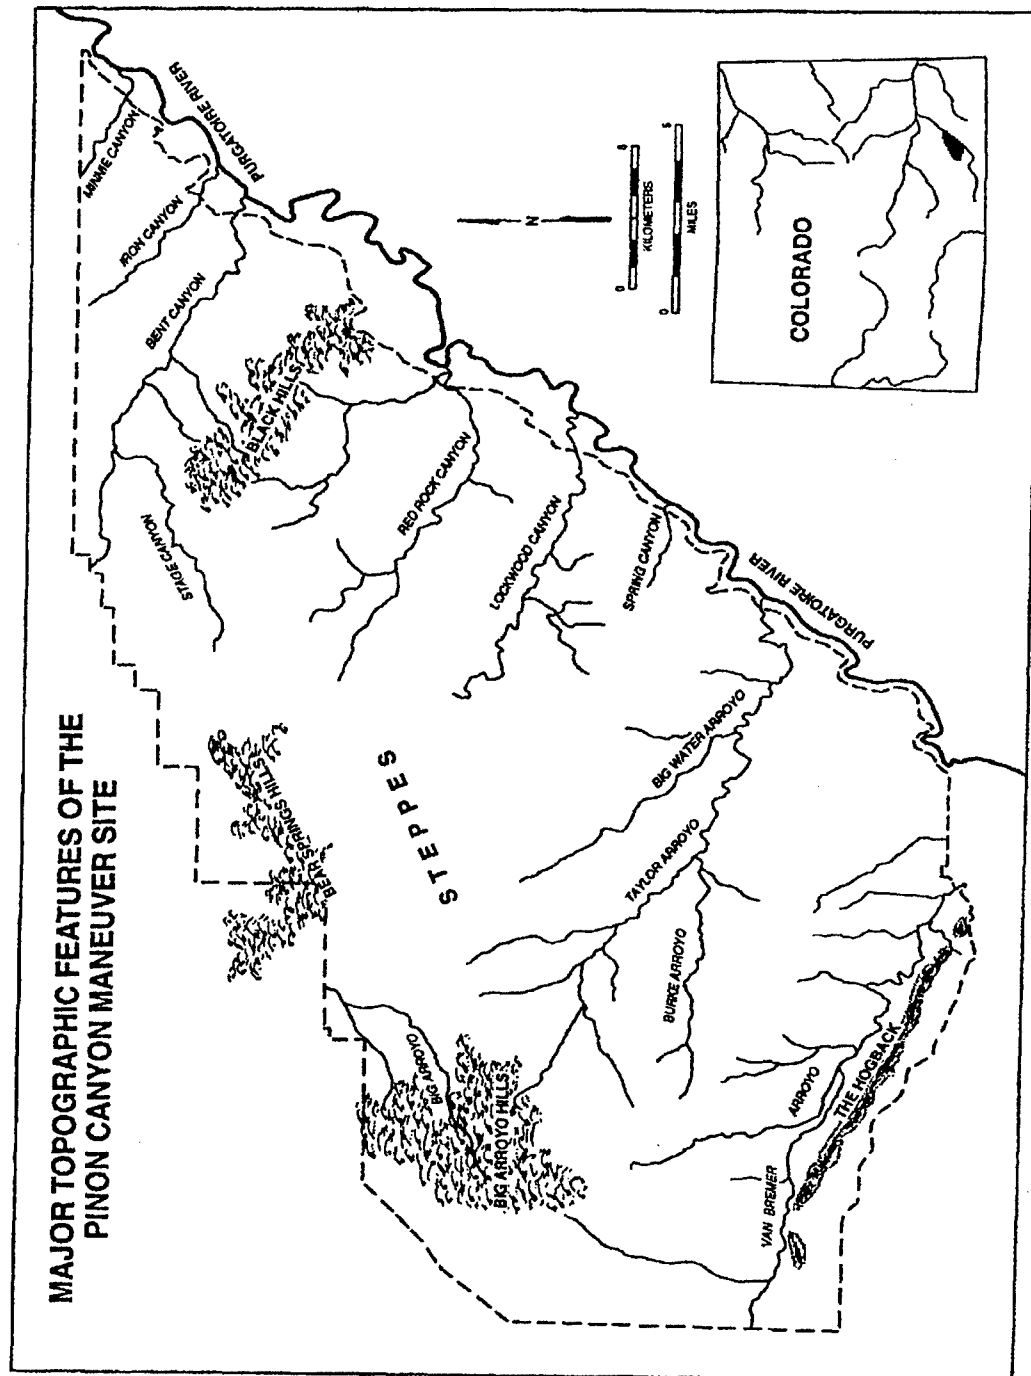 MAJOR TOPOGRAPHIC FEATURES OF THE
PINON CANYON MANEUVER SITE
MINNIE CANYON
IRON CANYON
BENT CANYON
PURGATOIRE RIVER
STAGE CANYON
BLACK HILLS
RED ROCK CANYON
LOCKWOOD CANYON
SPRING CANYON
PURGATOIRE RIVER
BEAR SPRINGS HILLS
STEPPES
BIG WATER ARROYO
TAYLOR ARROYO
BURKE ARROYO
BIG ARROYO
BIG ARROYO HILLS
VAN BREMER
ARROYO
THE HOGBACK
N
0 4
KILOMETERS
0 5
MILES
COLORADO